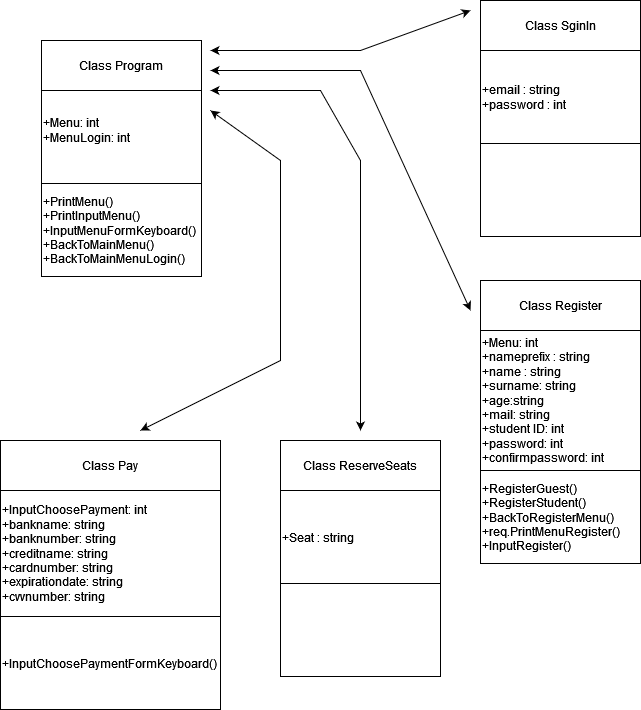 Class Program
+Menu: int
+MenuLogin: int
+PrintMenu()
+PrintInputMenu()
+InputMenuFormKeyboard()
+BackToMainMenu()
+BackToMainMenuLogin()
Class SginIn
+email : string
+password : int
Class Register
+Menu: int
+nameprefix : string
+name : string
+surname: string
+age:string
+mail: string
+student ID: int
+password: int
+confirmpassword: int
+RegisterGuest()
+RegisterStudent()
+BackToRegisterMenu()
+req.PrintMenuRegister()
+InputRegister()
Class Pay
+InputChoosePayment: int
+bankname: string
+banknumber: string
+creditname: string
+cardnumber: string
+expirationdate: string
+cvvnumber: string
+InputChoosePaymentFormKeyboard()
Class ReserveSeats
+Seat : string